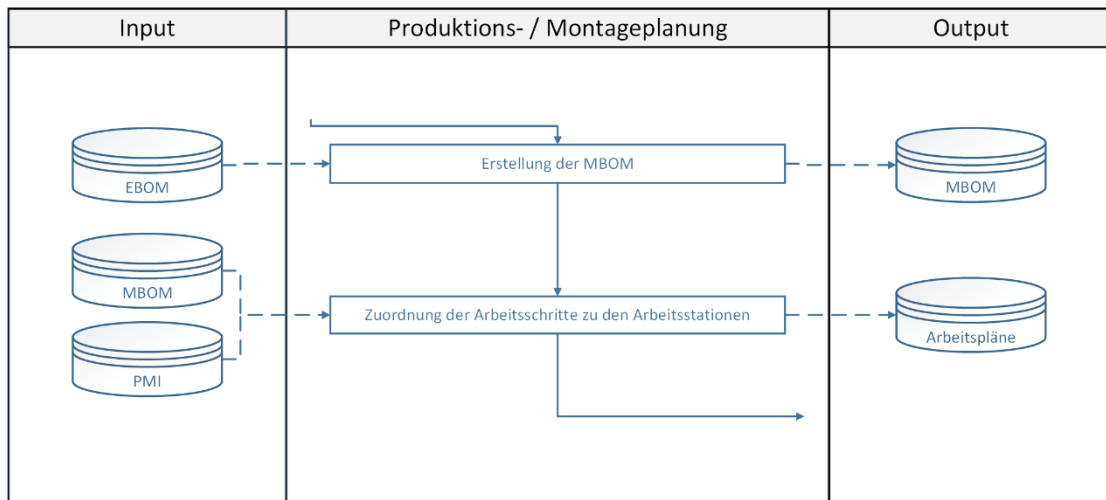 Input
Produktions- / Montageplanung
Output
EBOM
Erstellung der MBOM
MBOM
MBOM
PMI
Zuordnung der Arbeitsschritte zu den Arbeitsstationen
Arbeitspläne